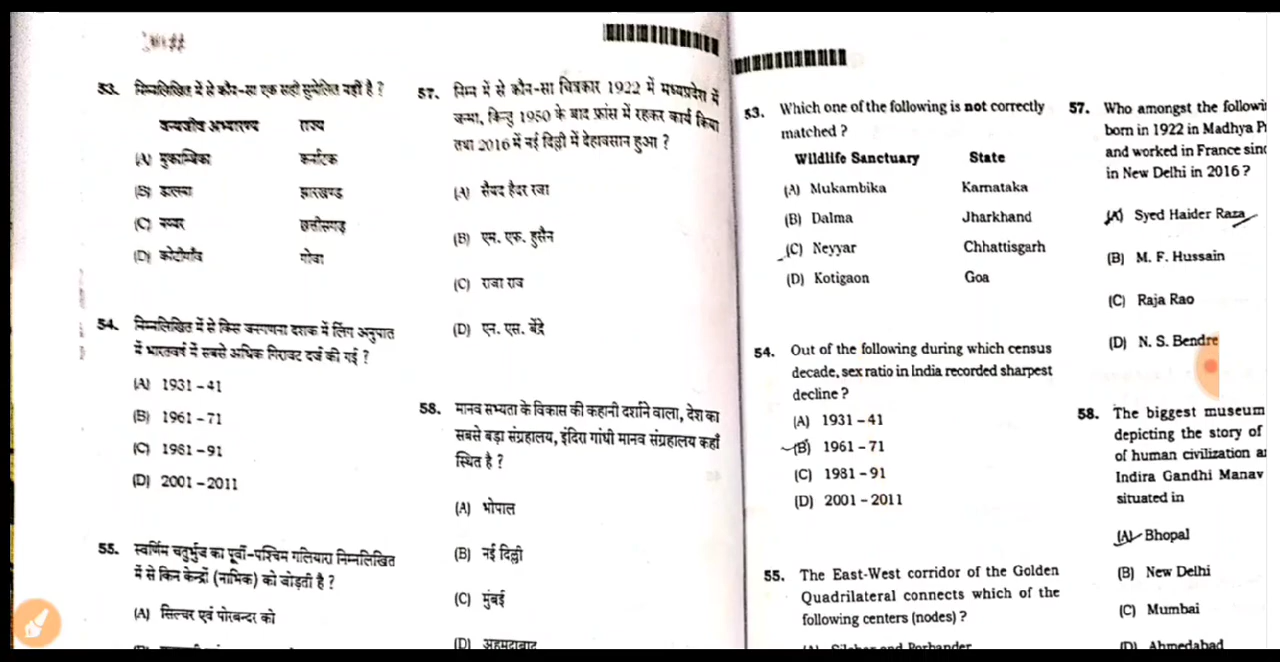 53. निम्नलिखित में से कौन-सा एक सही सुमेलित नहीं है ?
वन्यजीव अभ्यारण्य राज्य
(A) मुकाम्बिका कर्नाटक
(B) डाल्मा झारखण्ड
(C) नय्यर छत्तीसगढ़
(D) कोटीगाँव गोवा
54. निम्नलिखित में से किस जनगणना दशक में लिंग अनुपात
में भारतवर्ष में सबसे अधिक गिरावट दर्ज की गई ?
(A) 1931 – 41
(B) 1961 – 71
(C) 1981 – 91
(D) 2001 – 2011
55. स्वर्णिम चतुर्भुज का पूर्वी-पश्चिम गलियारा निम्नलिखित
में से किन केन्द्रों (नाभिक) को जोड़ती है ?
(A) सिल्चर एवं पोरबन्दर को
57. निम्न में से कौन-सा चित्रकार 1922 में मध्यप्रदेश में
जन्मा, किन्तु 1950 के बाद फ्रांस में रहकर कार्य किया
तथा 2016 में नई दिल्ली में देहावसान हुआ ?
(A) सैयद हैदर रजा
(B) एम. एफ. हुसैन
(C) राजा राव
(D) एन. एस. बेंद्रे
58. मानव सभ्यता के विकास की कहानी दर्शाने वाला, देश का
सबसे बड़ा संग्रहालय, इंदिरा गांधी मानव संग्रहालय कहाँ
स्थित है ?
(A) भोपाल
(B) नई दिल्ली
(C) मुंबई
(D) अहमदाबाद
53. Which one of the following is not correctly
matched ?
Wildlife Sanctuary State
(A) Mukambika Karnataka
(B) Dalma Jharkhand
(C) Neyyar Chhattisgarh
(D) Kotigaon Goa
54. Out of the following during which census
decade, sex ratio in India recorded sharpest
decline ?
(A) 1931 – 41
(B) 1961 – 71
(C) 1981 – 91
(D) 2001 – 2011
55. The East-West corridor of the Golden
Quadrilateral connects which of the
following centers (nodes) ?
(A) Silchar and Porbander
57. Who amongst the followi
born in 1922 in Madhya P
and worked in France sinc
in New Delhi in 2016 ?
(A) Syed Haider Raza
(B) M. F. Hussain
(C) Raja Rao
(D) N. S. Bendre
58. The biggest museum
depicting the story of
of human civilization a
Indira Gandhi Manav
situated in
(A) Bhopal
(B) New Delhi
(C) Mumbai
(D) Ahmedabad